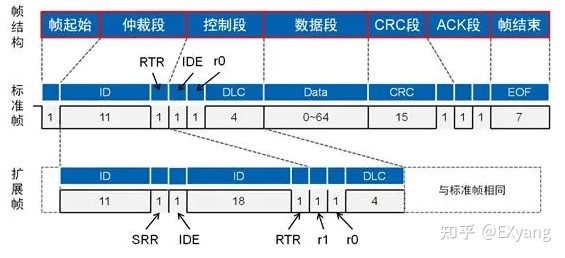 帧结构
帧起始 仲裁段 控制段 数据段 CRC段 ACK段 帧结束
RTR IDE r0
标准帧
ID DLC Data CRC EOF
1 11 1 1 1 4 0~64 15 1 1 1 7
扩展帧
ID ID DLC
11 1 1 18 1 1 1 4 与标准帧相同
SRR IDE RTR r1 r0
知乎 @EXyang